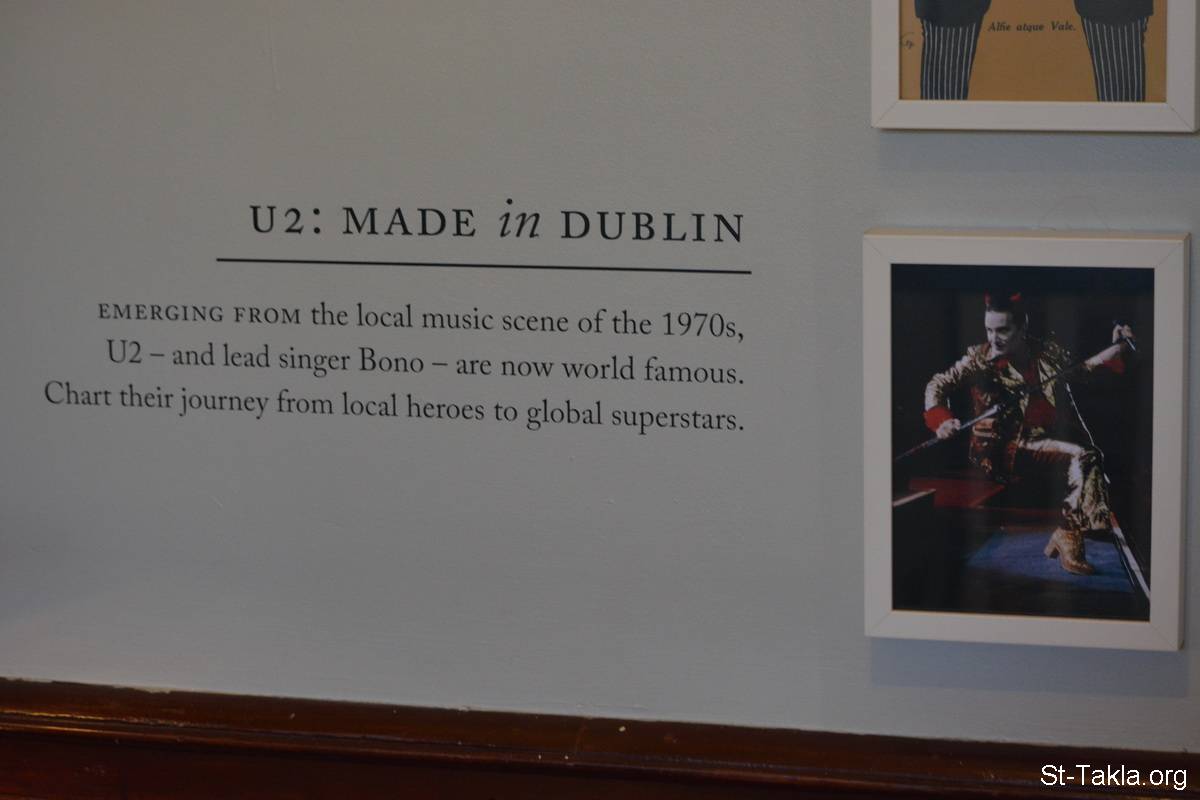 Alfie atque Vale.
U2: MADE in DUBLIN
EMERGING FROM the local music scene of the 1970s,
U2 – and lead singer Bono – are now world famous.
Chart their journey from local heroes to global superstars.
St-Takla.org